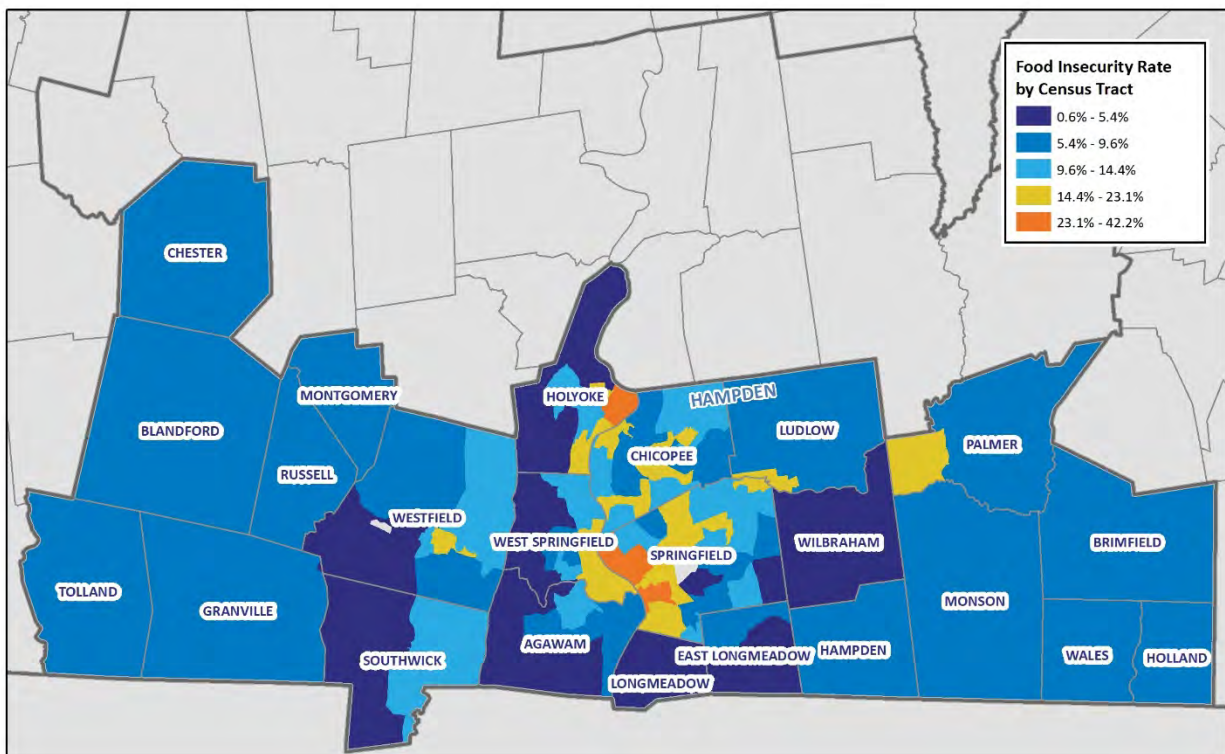 Food Insecurity Rate
by Census Tract
0.6% - 5.4%
5.4% - 9.6%
9.6% - 14.4%
14.4% - 23.1%
23.1% - 42.2%
CHESTER
MONTGOMERY
HOLYOKE
HAMPDEN
BLANDFORD
LUDLOW
PALMER
CHICOPEE
RUSSELL
WESTFIELD
WEST SPRINGFIELD
SPRINGFIELD
WILBRAHAM
BRIMFIELD
TOLLAND
GRANVILLE
MONSON
AGAWAM
EAST LONGMEADOW
HAMPDEN
SOUTHWICK
LONGMEADOW
WALES
HOLLAND